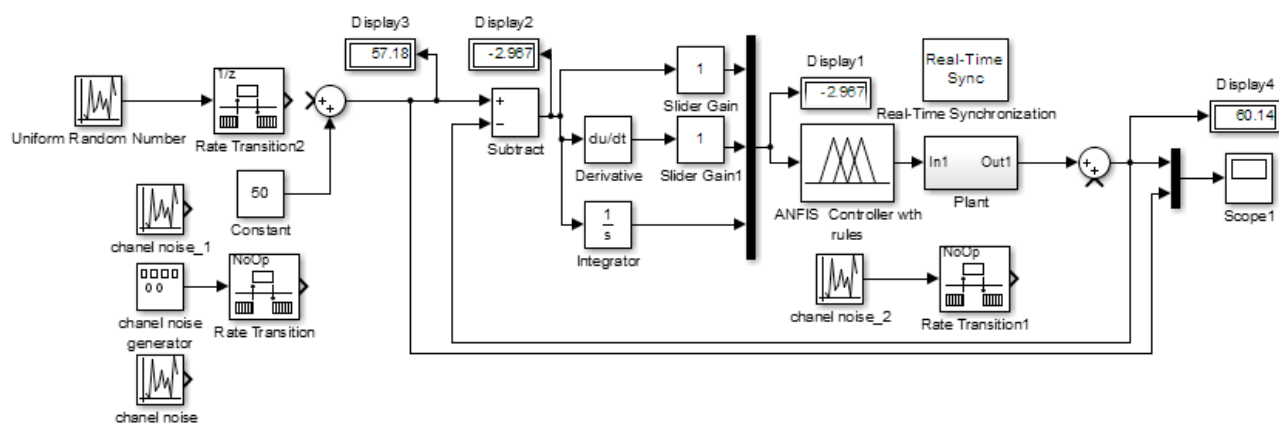 Display3
57.18
Display2
-2.967
1/z
Uniform Random Number
Rate Transition2
+
+
50
Constant
chanel noise_1
NoOp
chanel noise
generator
Rate Transition
chanel noise
+
−
Subtract
1
Slider Gain
du/dt
Derivative
1
Slider Gain1
1
s
Integrator
Display1
-2.967
Real-Time
Sync
Real-Time Synchronization
ANFIS Controller wth
rules
In1
Out1
Plant
+
+
Display4
60.14
Scope1
chanel noise_2
NoOp
Rate Transition1